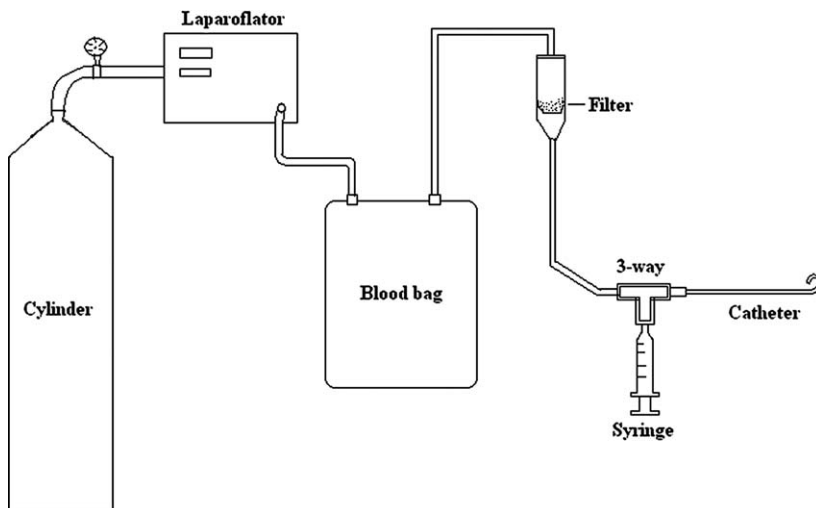 Laparoflator
Filter
3-way
Blood bag
Cylinder
Catheter
Syringe